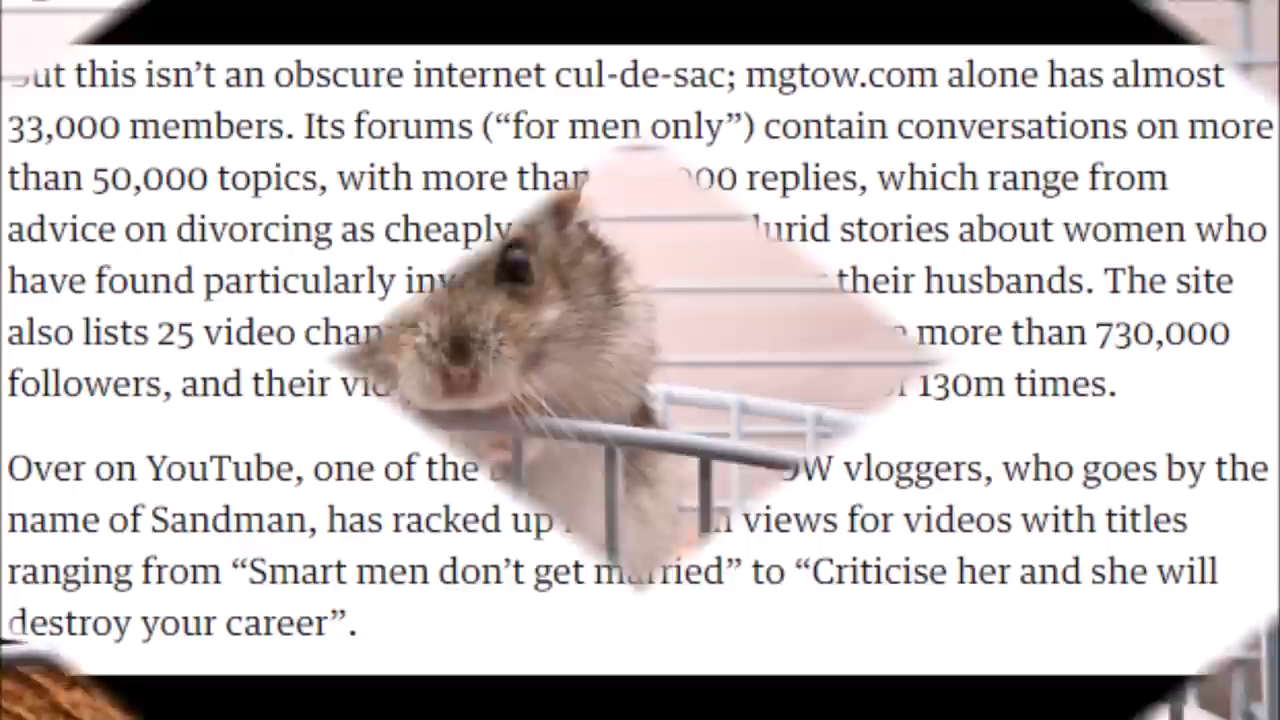 but this isn’t an obscure internet cul-de-sac; mgtow.com alone has almost
33,000 members. Its forums (“for men only”) contain conversations on more
than 50,000 topics, with more than replies, which range from
advice on divorcing as cheaply lurid stories about women who
have found particularly their husbands. The site
also lists 25 video more than 730,000
followers, and their 130m times.
Over on YouTube, one of the vloggers, who goes by the
name of Sandman, has racked up views for videos with titles
ranging from “Smart men don’t get married” to “Criticise her and she will
destroy your career”.